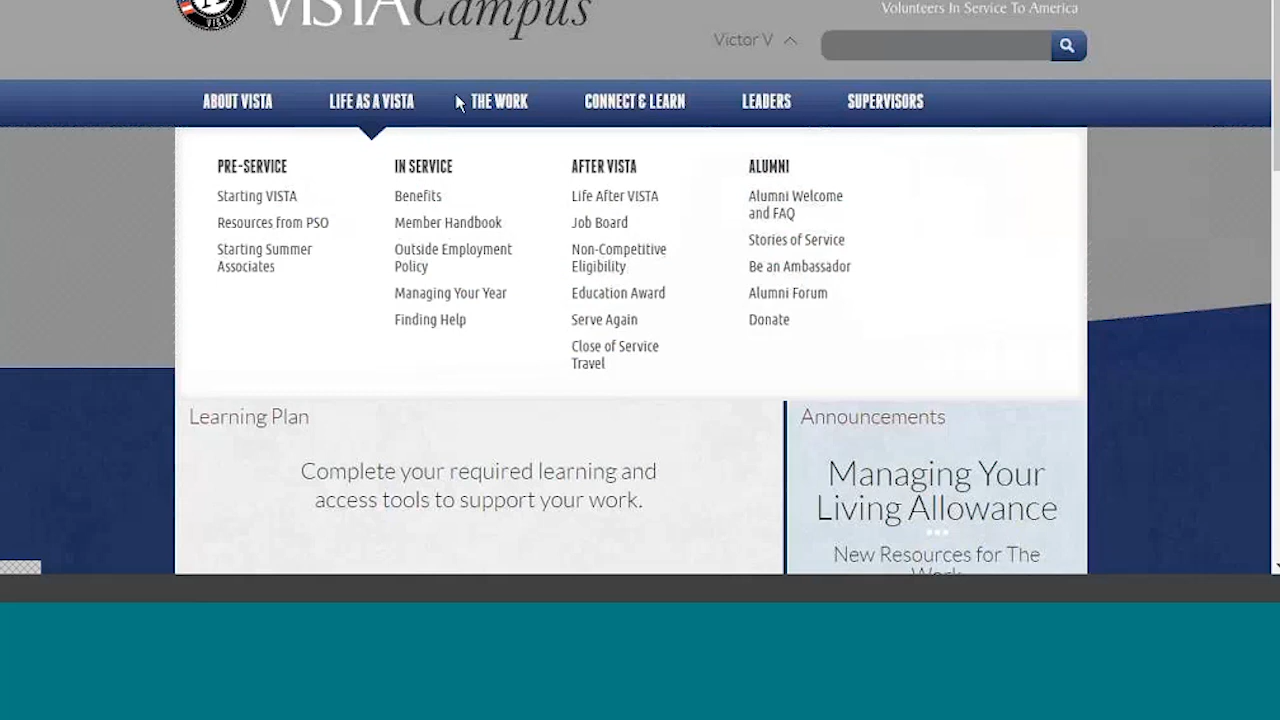 VISTA Campus
VISTA
Volunteers In Service To America
Victor V
ABOUT VISTA
LIFE AS A VISTA
THE WORK
CONNECT & LEARN
LEADERS
SUPERVISORS
PRE-SERVICE
Starting VISTA
Resources from PSO
Starting Summer
Associates
IN SERVICE
Benefits
Member Handbook
Outside Employment
Policy
Managing Your Year
Finding Help
AFTER VISTA
Life After VISTA
Job Board
Non-Competitive
Eligibility
Education Award
Serve Again
Close of Service
Travel
ALUMNI
Alumni Welcome
and FAQ
Stories of Service
Be an Ambassador
Alumni Forum
Donate
Learning Plan
Complete your required learning and
access tools to support your work.
Announcements
Managing Your
Living Allowance
New Resources for The
Work